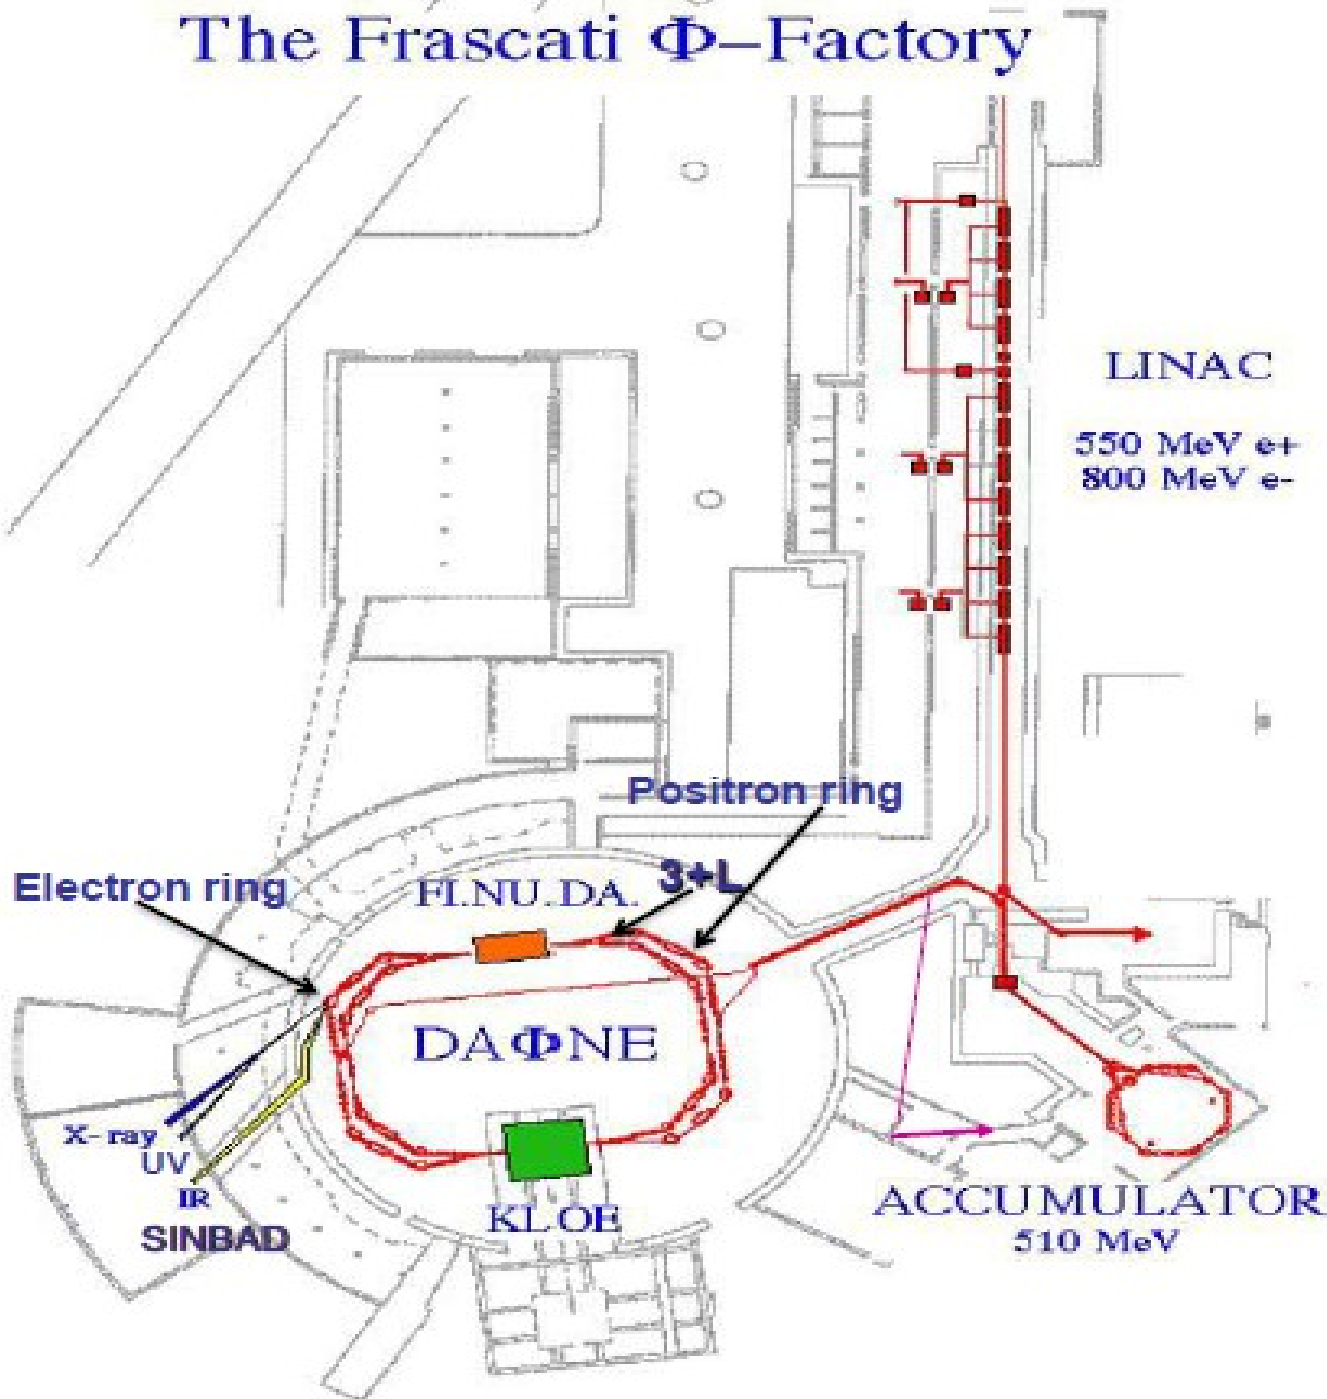 The Frascati Φ–Factory
LINAC
550 MeV e+
800 MeV e-
Positron ring
Electron ring
FI.NU.DA.
3+L
DAΦNE
X-ray
UV
IR
SINBAD
KLOE
ACCUMULATOR
510 MeV